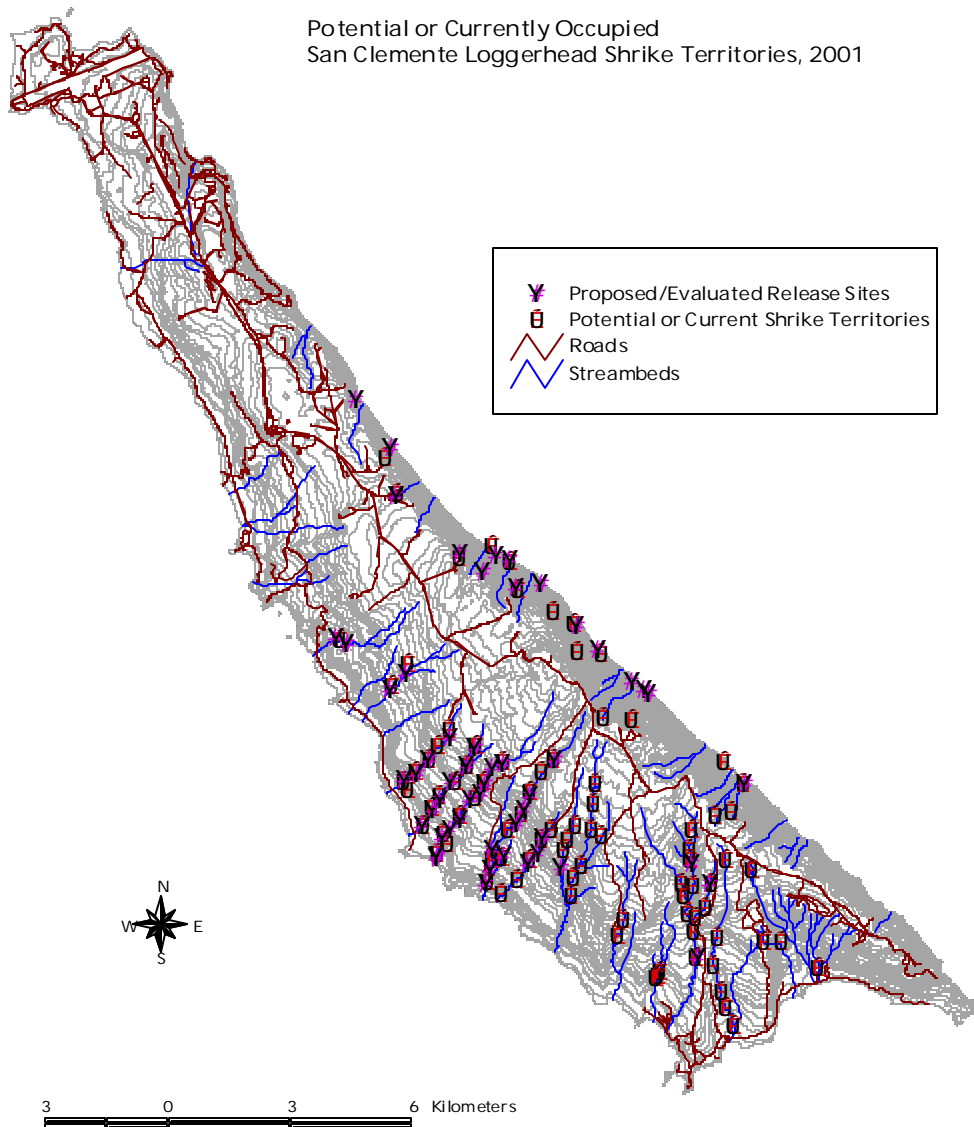 Potential or Currently Occupied
San Clemente Loggerhead Shrike Territories, 2001
Proposed/Evaluated Release Sites
Potential or Current Shrike Territories
Roads
Streambeds
N
W E
S
3 0 3 6 Kilometers